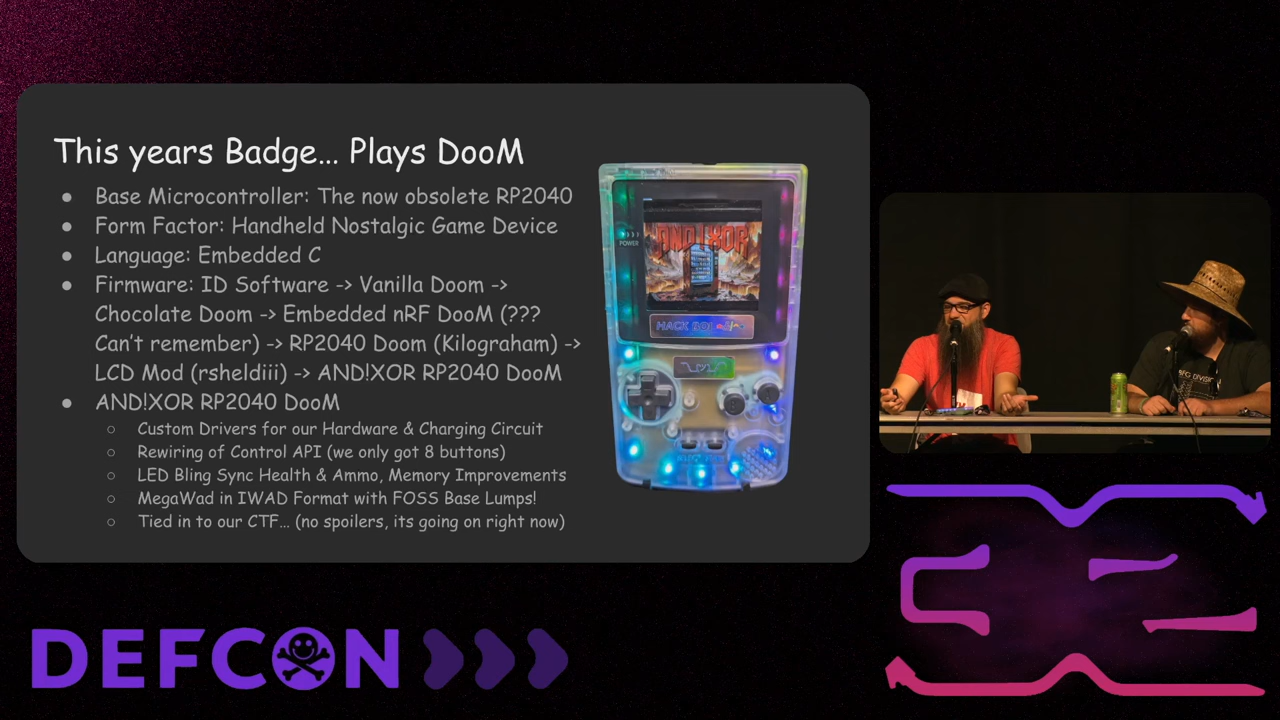 This years Badge... Plays DooM
● Base Microcontroller: The now obsolete RP2040
● Form Factor: Handheld Nostalgic Game Device
● Language: Embedded C
● Firmware: ID Software -> Vanilla Doom ->
Chocolate Doom -> Embedded nRF DooM (???
Can't remember) -> RP2040 Doom (Kilograham) ->
LCD Mod (rsheldiii) -> AND!XOR RP2040 DooM
● AND!XOR RP2040 DooM
○ Custom Drivers for our Hardware & Charging Circuit
○ Rewiring of Control API (we only got 8 buttons)
○ LED Bling Sync Health & Ammo, Memory Improvements
○ MegaWad in IWAD Format with FOSS Base Lumps!
○ Tied in to our CTF... (no spoilers, its going on right now)
POWER
AND!XOR
HACK BOI
DEFCON